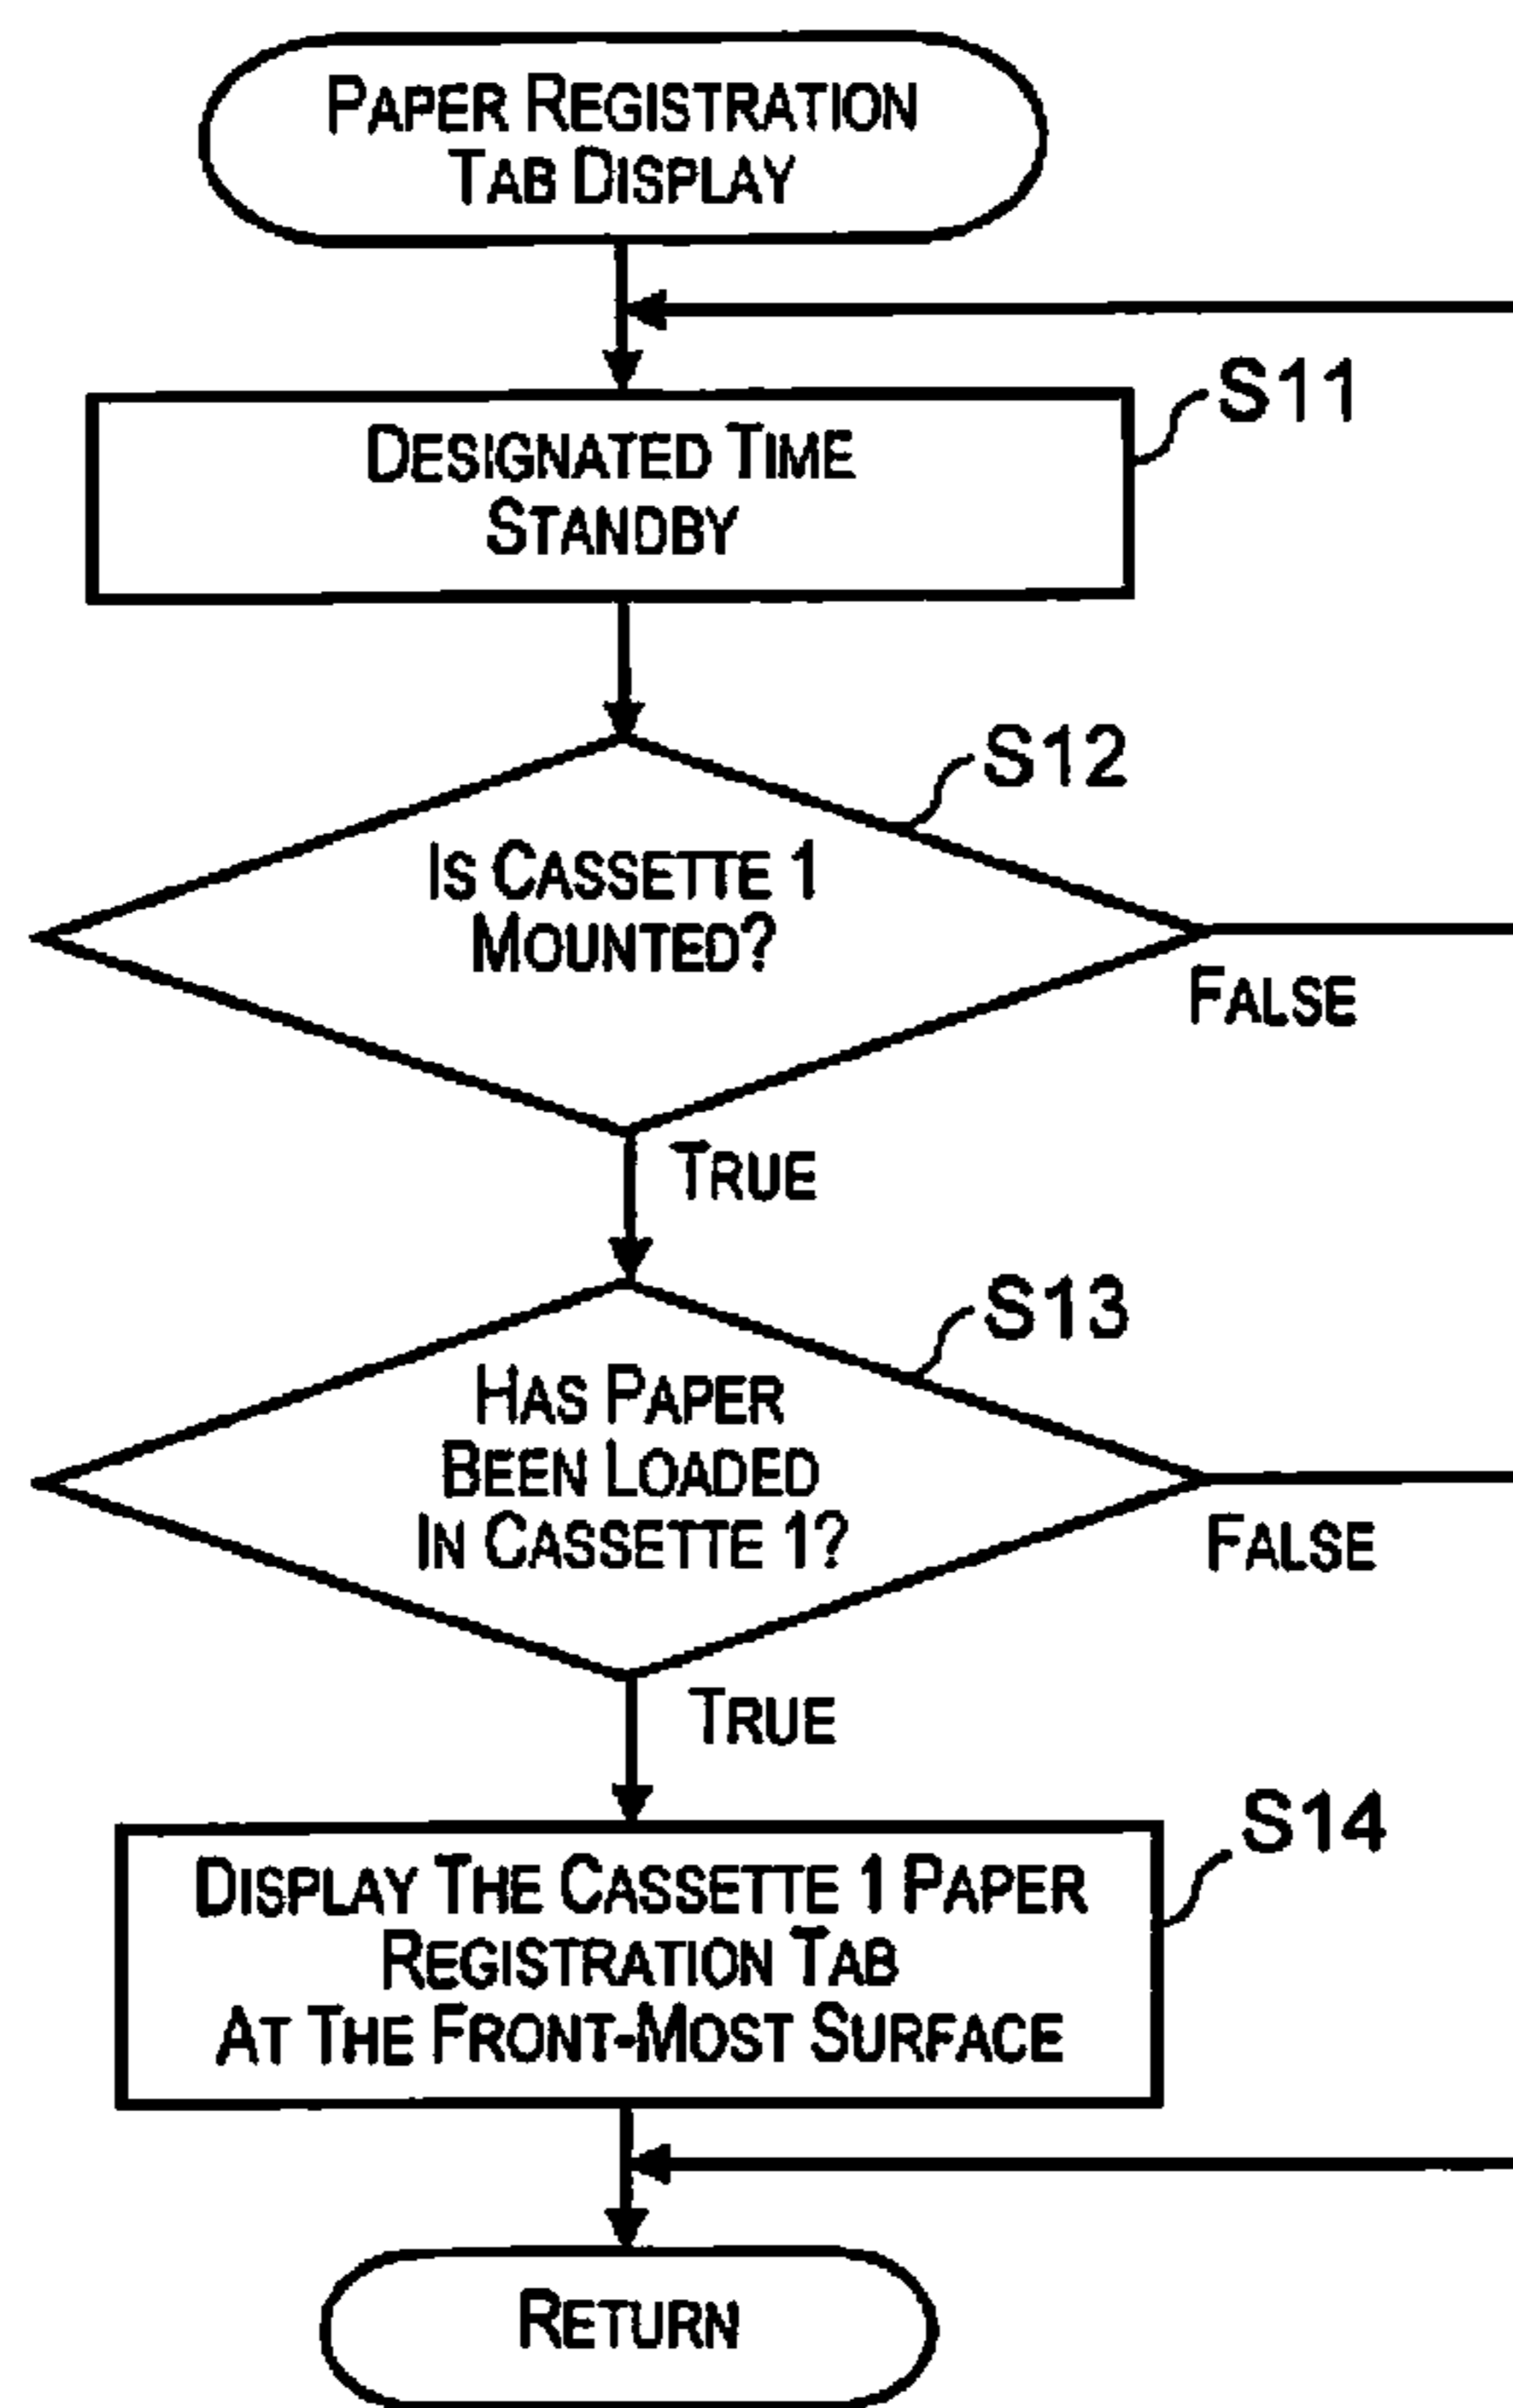 PAPER REGISTRATION
TAB DISPLAY
S11
DESIGNATED TIME
STANDBY
S12
IS CASSETTE 1
MOUNTED?
FALSE
TRUE
S13
HAS PAPER
BEEN LOADED
IN CASSETTE 1?
FALSE
TRUE
S14
DISPLAY THE CASSETTE 1 PAPER
REGISTRATION TAB
AT THE FRONT-MOST SURFACE
RETURN